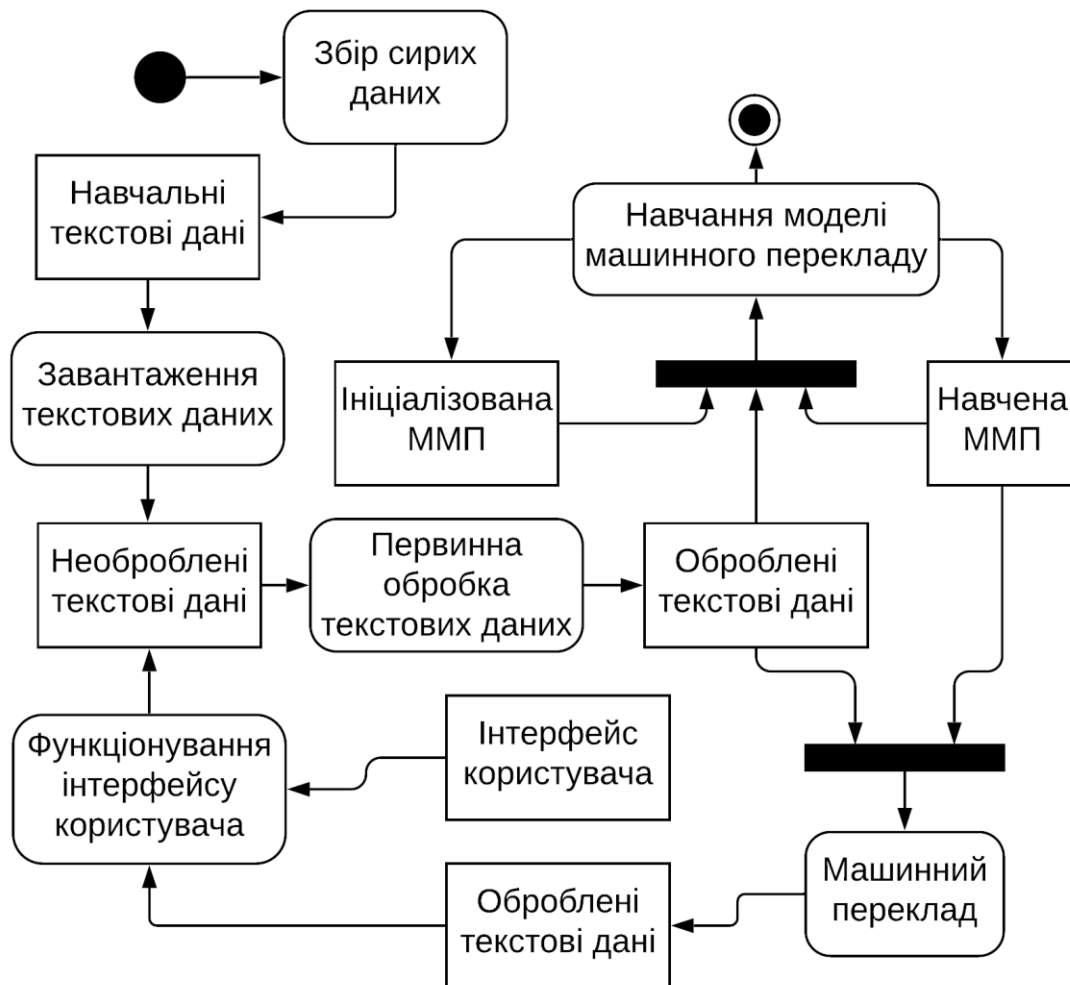 Збір сирих
даних
Навчальні
текстові дані
Навчання моделі
машинного перекладу
Завантаження
текстових даних
Ініціалізована
ММП
Навчена
ММП
Необроблені
текстові дані
Первинна
обробка
текстових даних
Оброблені
текстові дані
Функціонування
інтерфейсу
користувача
Інтерфейс
користувача
Оброблені
текстові дані
Машинний
переклад